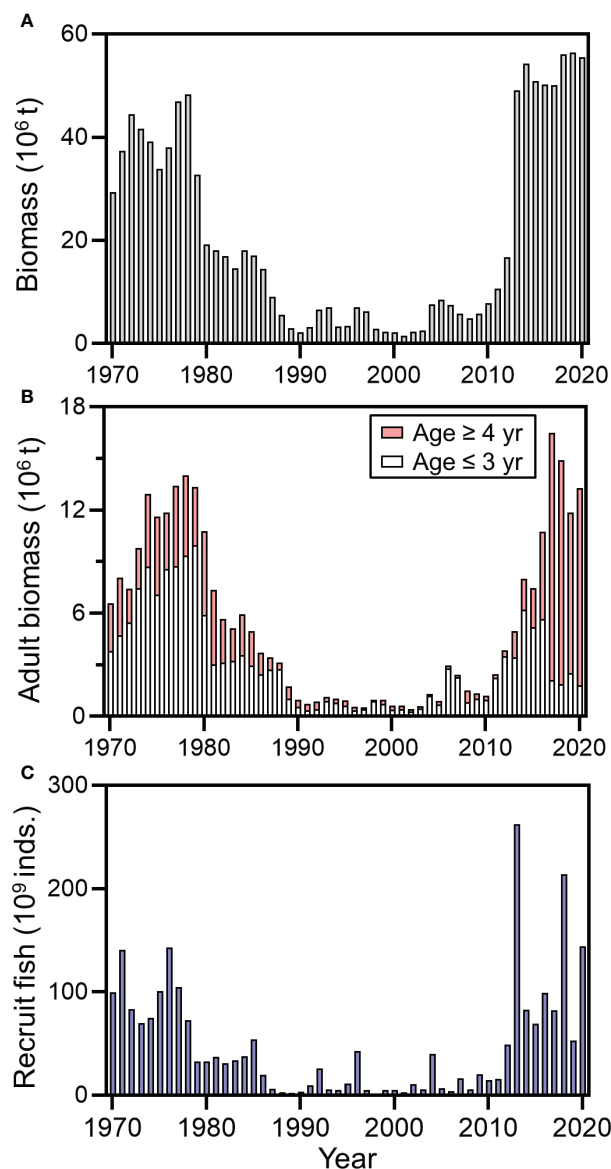 A
Biomass (10⁶ t)
60
40
20
0
1970 1980 1990 2000 2010 2020
B
Adult biomass (10⁶ t)
18
12
6
0
Age ≥ 4 yr
Age ≤ 3 yr
1970 1980 1990 2000 2010 2020
C
Recruit fish (10⁹ inds.)
300
200
100
0
1970 1980 1990 2000 2010 2020
Year